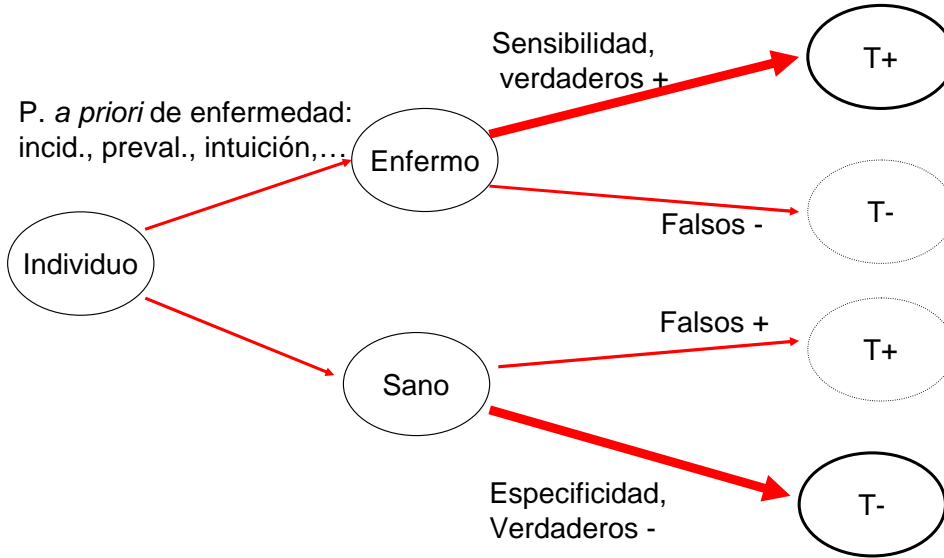 Sensibilidad,
verdaderos +
T+
P. a priori de enfermedad:
incid., preval., intuición,…
Enfermo
T-
Falsos -
Individuo
Falsos +
T+
Sano
Especificidad,
Verdaderos -
T-